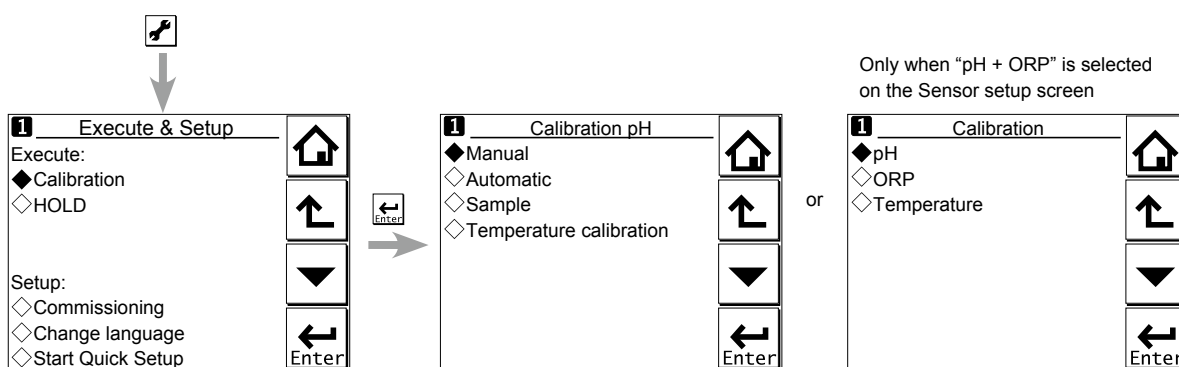 Only when “pH + ORP” is selected
on the Sensor setup screen
1 Execute & Setup
Execute:
Calibration
HOLD
Setup:
Commissioning
Change language
Start Quick Setup
Enter
Enter
1 Calibration pH
Manual
Automatic
Sample
Temperature calibration
Enter
or
1 Calibration
pH
ORP
Temperature
Enter